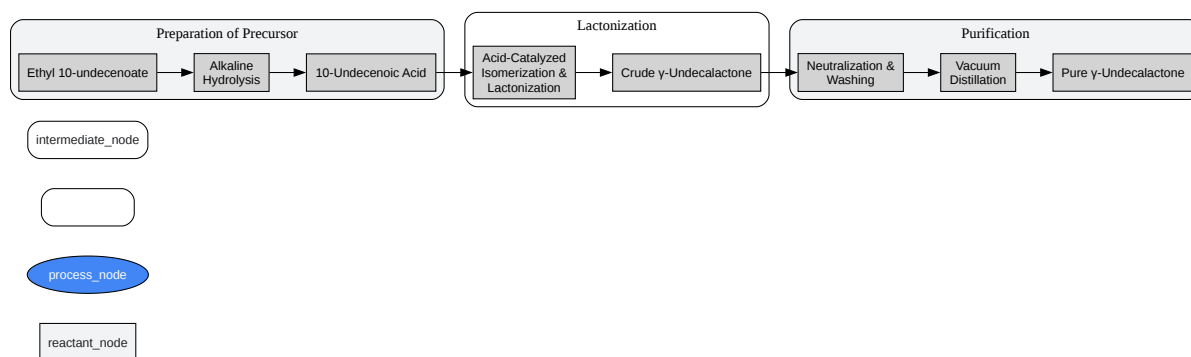 Preparation of Precursor
Ethyl 10-undecenoate
Alkaline
Hydrolysis
10-Undecenoic Acid
Lactonization
Acid-Catalyzed
Isomerization &
Lactonization
Crude γ-Undecalactone
Purification
Neutralization &
Washing
Vacuum
Distillation
Pure γ-Undecalactone
intermediate_node
process_node
reactant_node